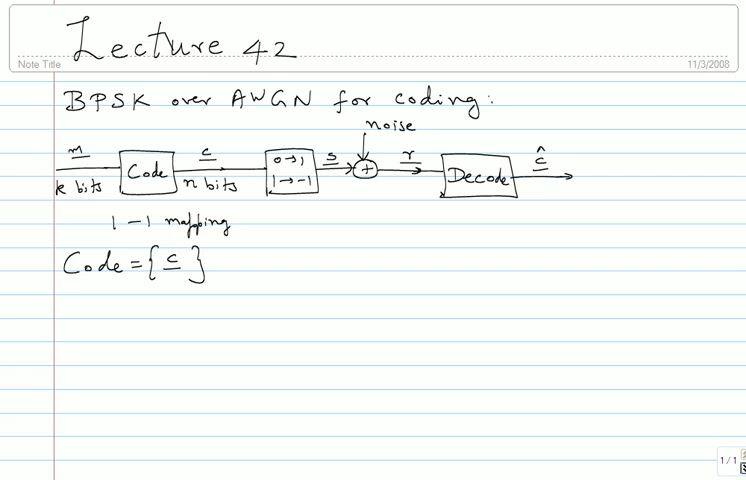 Lecture 42
Note Title
11/3/2008
BPSK over AWGN for coding:
noise
m
k bits
Code
c
n bits
0→1
1→-1
s
+
r
Decode
ĉ
1-1 mapping
Code = { c }
1/1